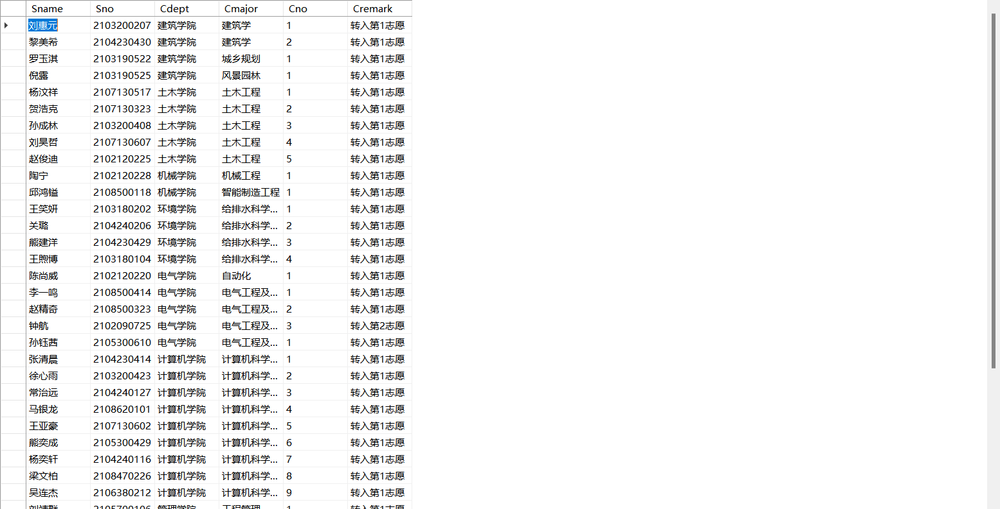 Sname Sno Cdept Cmajor Cno Cremark
刘惠元 2103200207 建筑学院 建筑学 1 转入第1志愿
黎美希 2104230430 建筑学院 建筑学 2 转入第1志愿
罗玉淇 2103190522 建筑学院 城乡规划 1 转入第1志愿
倪露 2103190525 建筑学院 风景园林 1 转入第1志愿
杨汶祥 2107130517 土木学院 土木工程 1 转入第1志愿
贺浩克 2107130323 土木学院 土木工程 2 转入第1志愿
孙成林 2103200408 土木学院 土木工程 3 转入第1志愿
刘昊哲 2107130607 土木学院 土木工程 4 转入第1志愿
赵俊迪 2102120225 土木学院 土木工程 5 转入第1志愿
陶宁 2102120228 机械学院 机械工程 1 转入第1志愿
邱鸿镒 2108500118 机械学院 智能制造工程 1 转入第1志愿
王笑妍 2103180202 环境学院 给排水科学... 1 转入第1志愿
关璐 2104240206 环境学院 给排水科学... 2 转入第1志愿
熊建洋 2104230429 环境学院 给排水科学... 3 转入第1志愿
王煦博 2103180104 环境学院 给排水科学... 4 转入第1志愿
陈尚威 2102120220 电气学院 自动化 1 转入第1志愿
李一鸣 2108500414 电气学院 电气工程及... 1 转入第1志愿
赵精奇 2108500323 电气学院 电气工程及... 2 转入第1志愿
钟航 2102090725 电气学院 电气工程及... 3 转入第2志愿
孙钰茜 2105300610 电气学院 电气工程及... 1 转入第1志愿
张清晨 2104230414 计算机学院 计算机科学... 1 转入第1志愿
徐心雨 2103200423 计算机学院 计算机科学... 2 转入第1志愿
常治远 2104240127 计算机学院 计算机科学... 3 转入第1志愿
马银龙 2108620101 计算机学院 计算机科学... 4 转入第1志愿
王亚豪 2107130602 计算机学院 计算机科学... 5 转入第1志愿
熊奕成 2105300429 计算机学院 计算机科学... 6 转入第1志愿
杨奕轩 2104240116 计算机学院 计算机科学... 7 转入第1志愿
梁文柏 2108470226 计算机学院 计算机科学... 8 转入第1志愿
吴连杰 2106380212 计算机学院 计算机科学... 9 转入第1志愿
2105700106 管理学院 工程管理 1 转入第1志愿